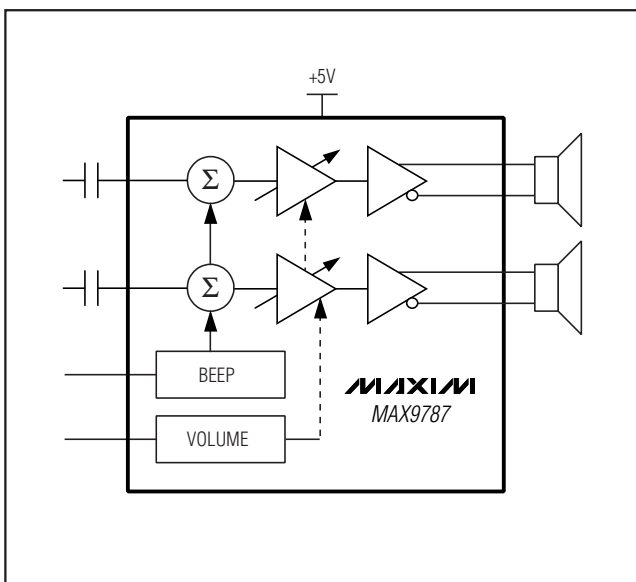 +5V
Σ
Σ
BEEP
MAXIM
MAX9787
VOLUME